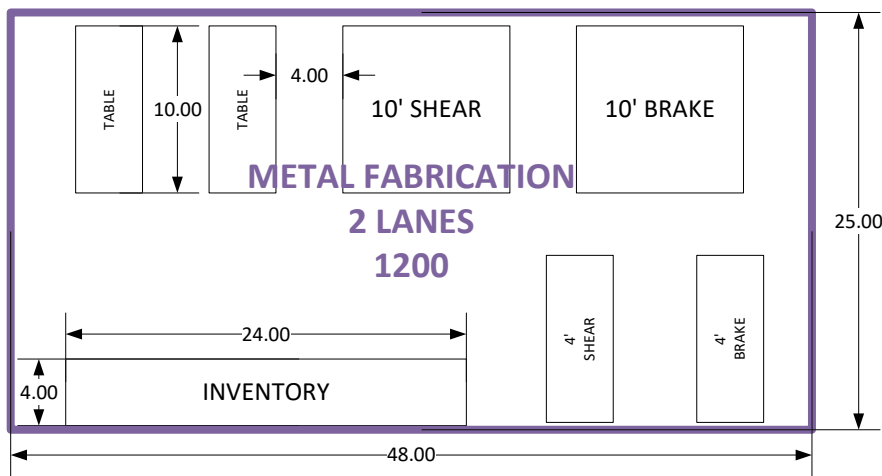 4.00
TABLE
10.00
TABLE
10' SHEAR
10' BRAKE
METAL FABRICATION
2 LANES
1200
25.00
24.00
4'
SHEAR
4'
BRAKE
4.00
INVENTORY
48.00